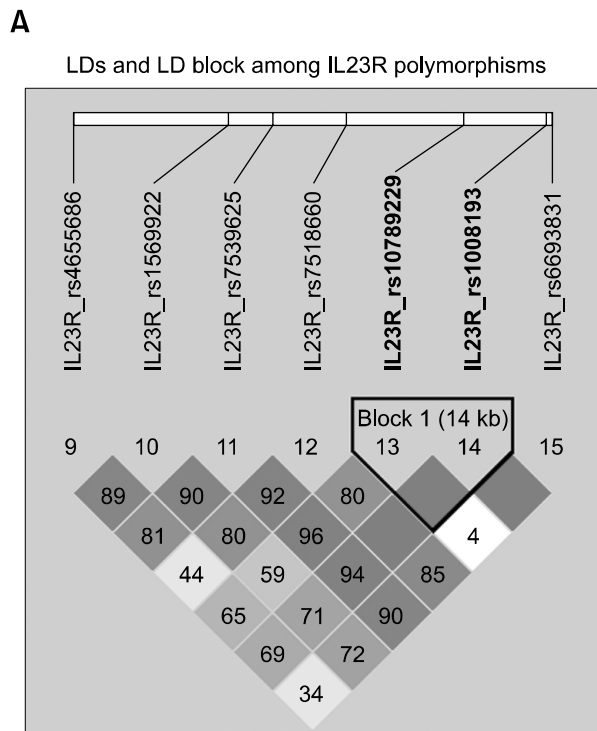 A
LDs and LD block among IL23R polymorphisms
IL23R_rs4655686
IL23R_rs1569922
IL23R_rs7539625
IL23R_rs7518660
IL23R_rs10789229
IL23R_rs1008193
IL23R_rs6693831
Block 1 (14 kb)
9 10 11 12 13 14 15
89 90 92 80
81 80 96 4
44 59 94 85
65 71 90
69 72
34